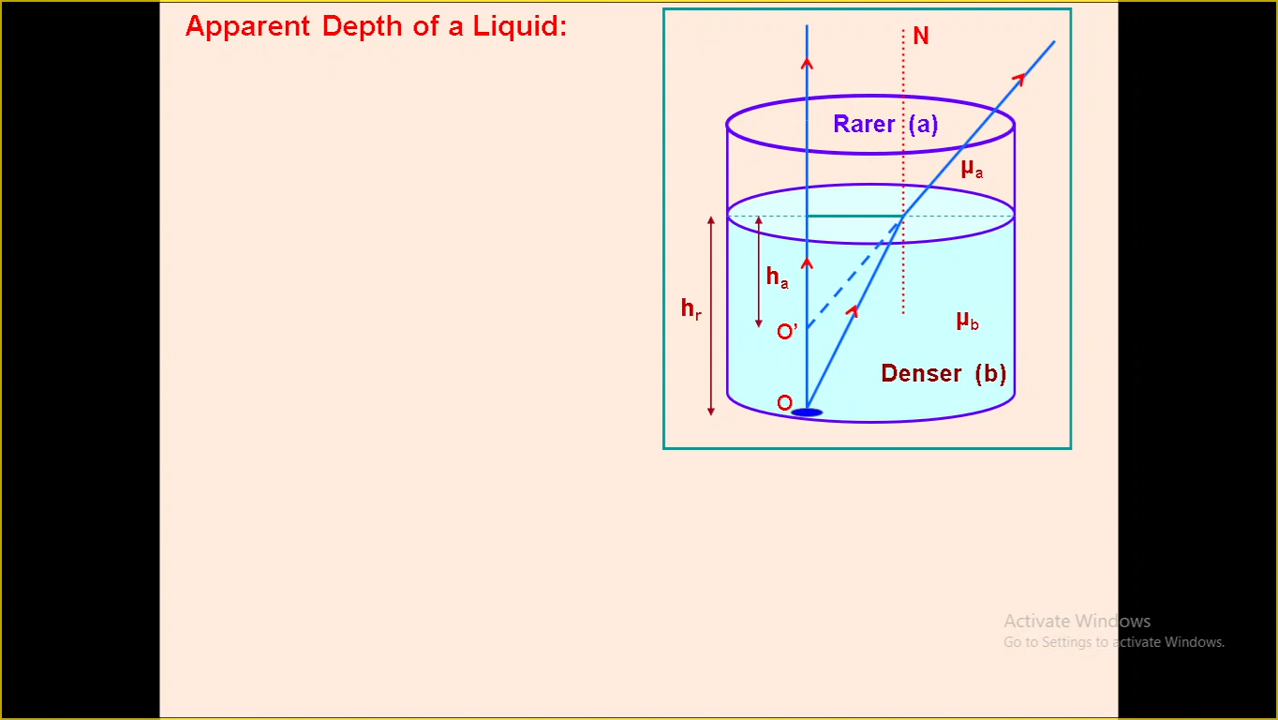 Apparent Depth of a Liquid:
N
Rarer (a)
μa
ha
hr
O’
μb
Denser (b)
O
Activate Windows
Go to Settings to activate Windows.